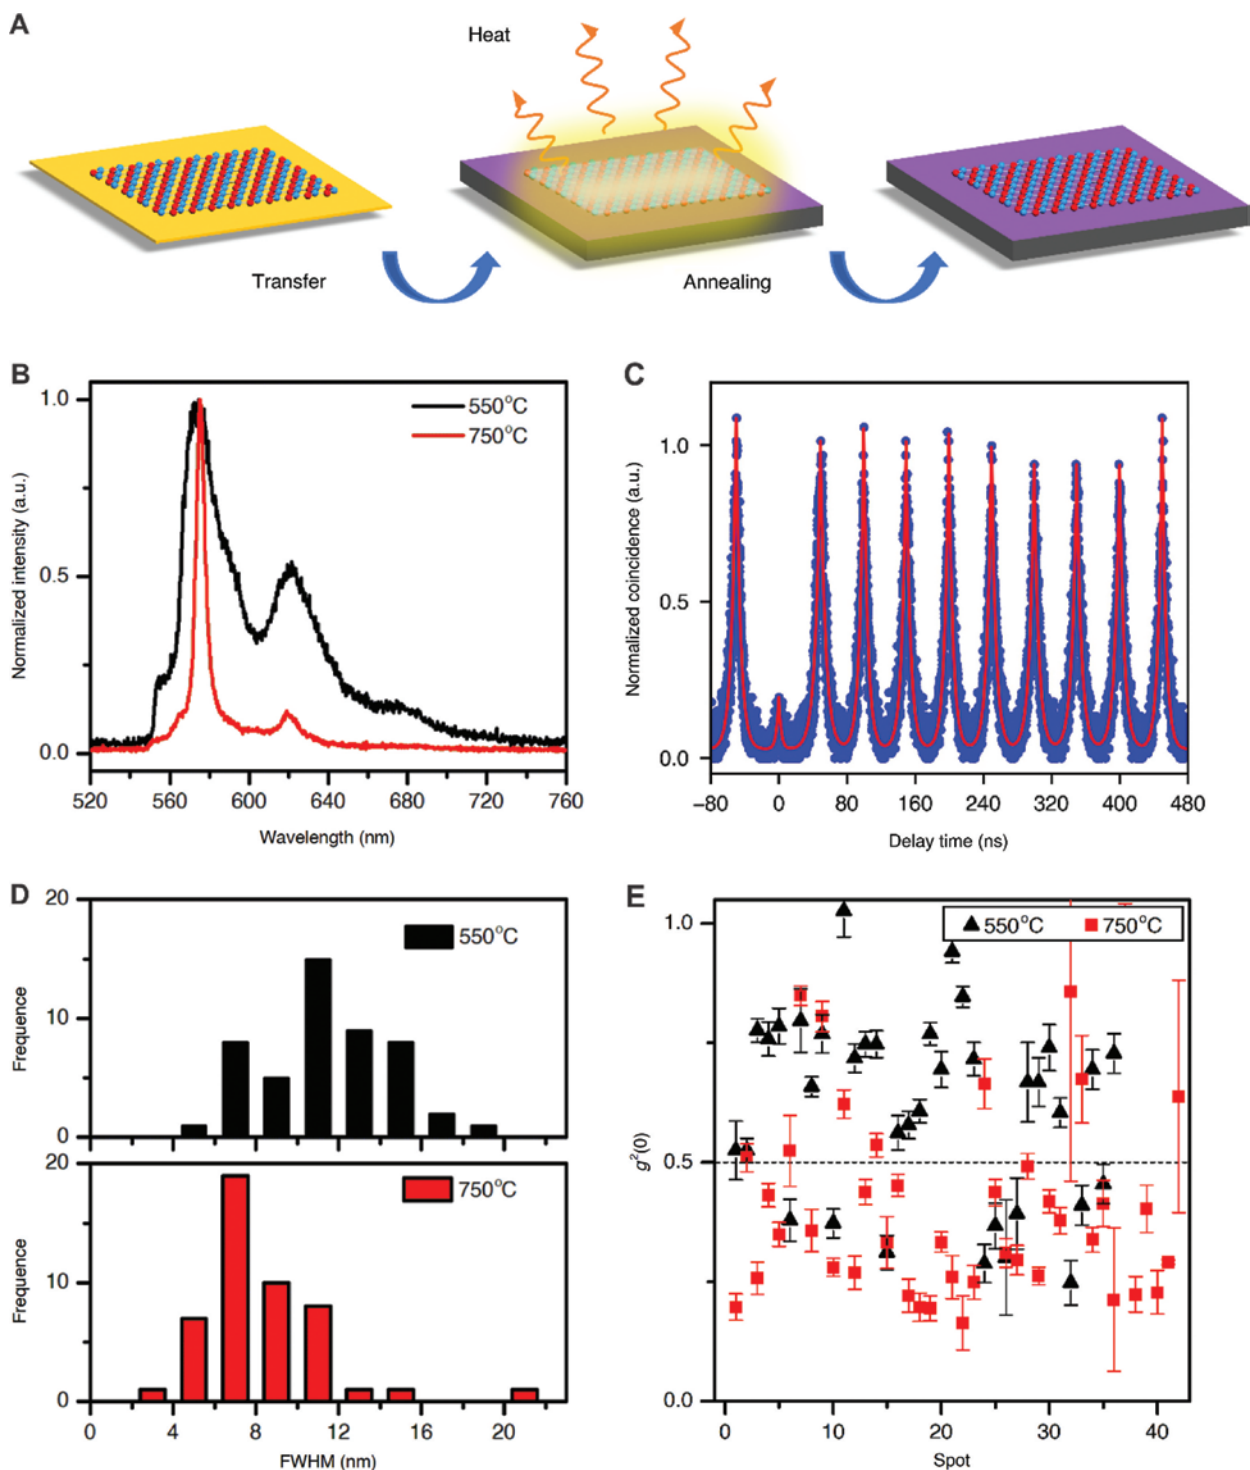 A
Heat
Transfer
Annealing
B
1.0
0.5
0.0
Normalized intensity (a.u.)
550°C
750°C
520 560 600 640 680 720 760
Wavelength (nm)
C
1.0
0.5
0.0
Normalized coincidence (a.u.)
−80 0 80 160 240 320 400 480
Delay time (ns)
D
20
10
0
Frequence
550°C
20
10
0
Frequence
750°C
0 4 8 12 16 20
FWHM (nm)
E
1.0
0.5
0.0
g²(0)
550°C 750°C
0 10 20 30 40
Spot